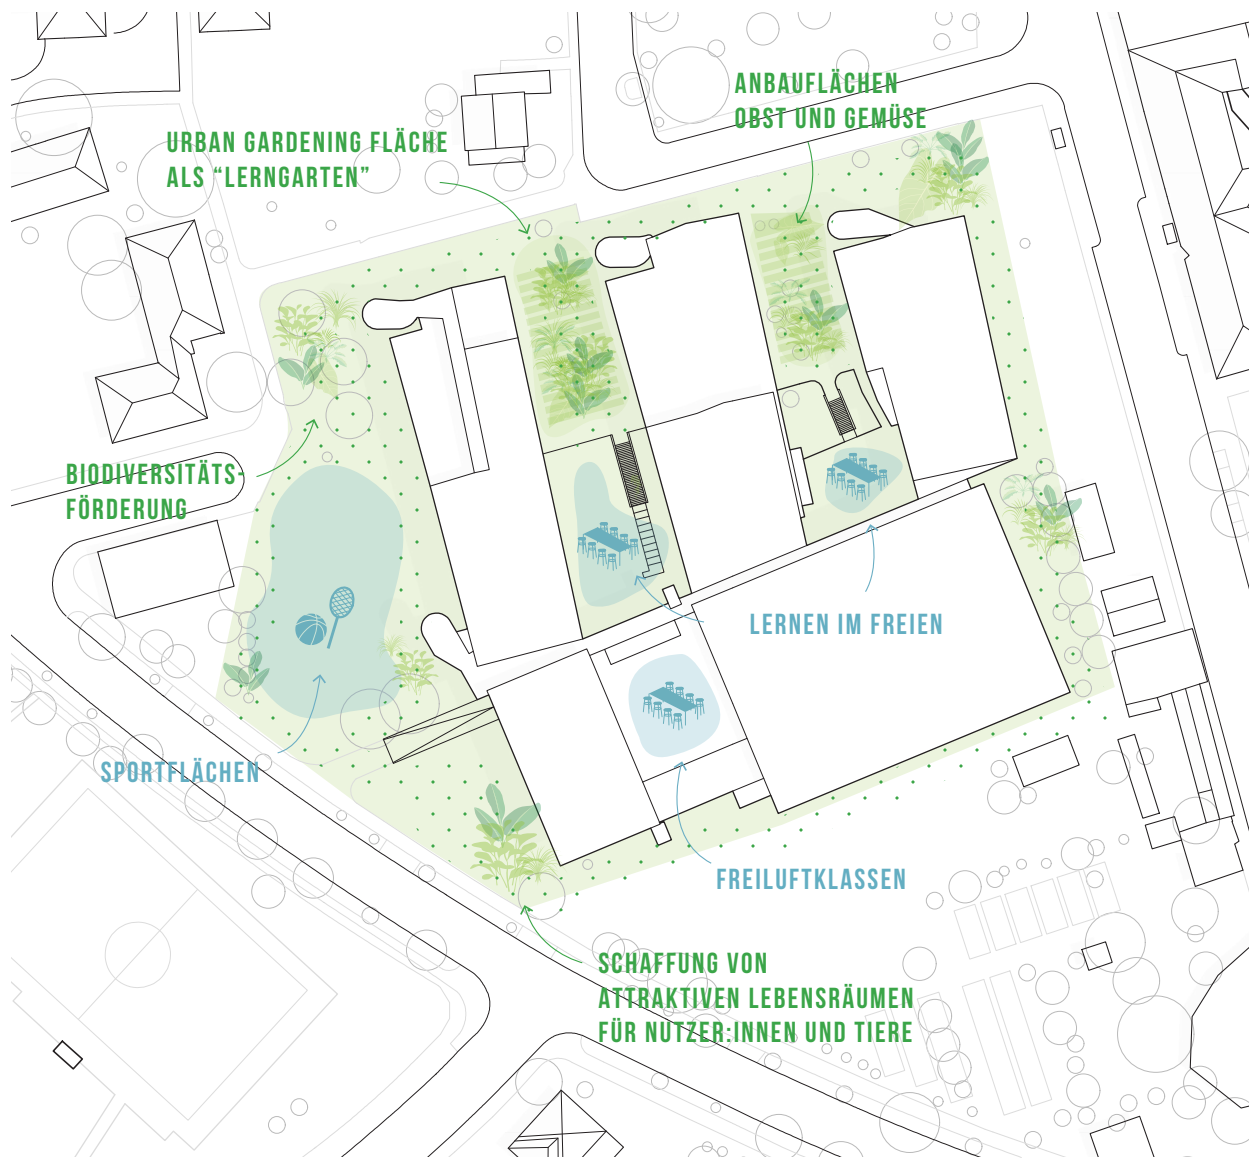 ANBAUFLÄCHEN
OBST UND GEMÜSE
URBAN GARDENING FLÄCHE
ALS “LERNGARTEN”
BIODIVERSITÄTS-
FÖRDERUNG
LERNEN IM FREIEN
SPORTFLÄCHEN
FREILUFTKLASSEN
SCHAFFUNG VON
ATTRAKTIVEN LEBENSRÄUMEN
FÜR NUTZER:INNEN UND TIERE